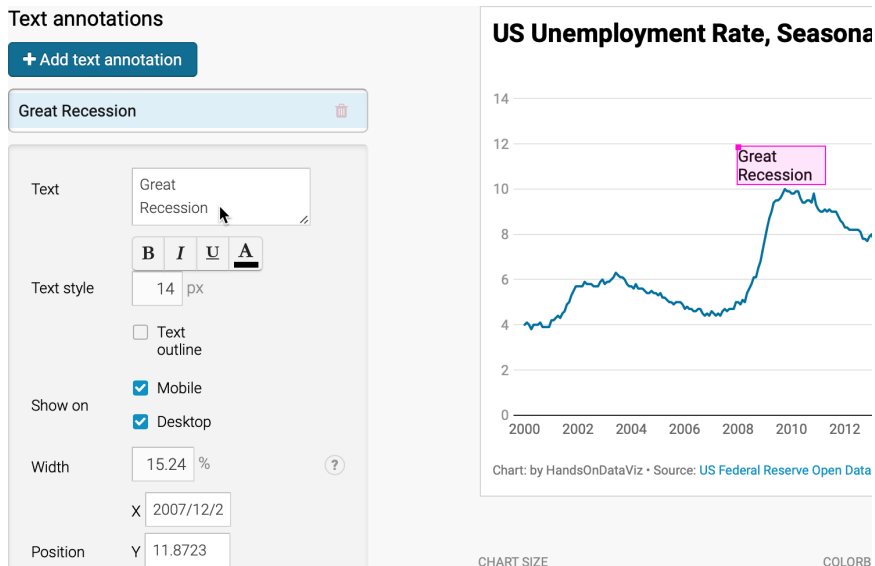 Text annotations
+ Add text annotation
Great Recession
Text
Great
Recession
B I U A
Text style
14 px
Text
outline
Show on
Mobile
Desktop
Width
15.24 %
?
X 2007/12/2
Position
Y 11.8723
US Unemployment Rate, Seasona
14
12
Great
Recession
10
8
6
4
2
0
2000 2002 2004 2006 2008 2010 2012
Chart: by HandsOnDataViz • Source: US Federal Reserve Open Data
CHART SIZE
COLORB